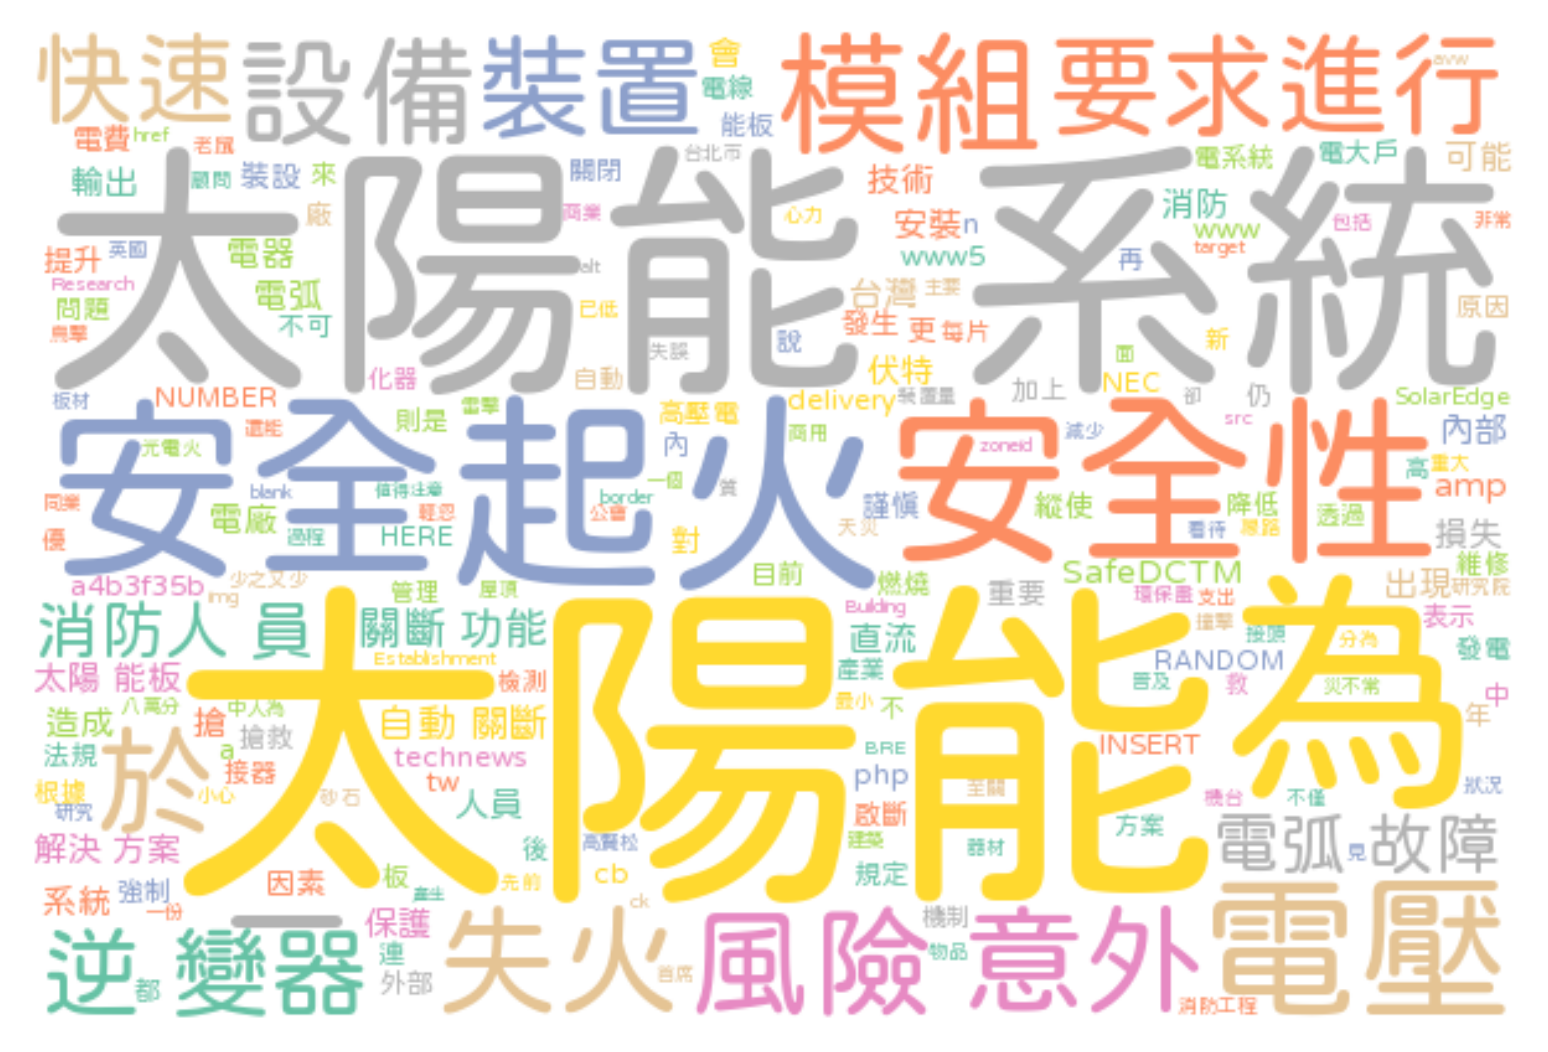 快速 設備 裝置 會 模組 要求進行 avw
電線
能板
電費 href 老鼠 台北市 電系統 電大戶 可能
輸出 顧問 裝設 來 關閉 技術
太陽能 系統
廠 商業 心力 安裝n 消防 www 包括 非常
提升 英國 電器 www5 再 target
Research alt
問題 電弧 已低 台灣 主要 原因
鳥擊 不可 失誤 說 發生 更 每片 面 新
化器 自動 伏特 加上 NEC 卻 仍
板材 NUMBER delivery 裝置量 SolarEdge
安全起火 安全性
還能 則是 雷擊 高壓電 商用 src
元電火 內 zoneid 減少 內部
blank 值得注意 一個 質 高 重大
同業 border amp
電廠 輕忽 公會 謹慎 縱使 降低 線路 透過
優 過程 HERE 對 天災 看待 損失
a4b3f35b 少之又少 管理 屋頂 目前 燃燒 SafeDCTM 維修
img 重要 環保署 支出 出現 研究院
消防人 員 關斷 功能 Building 撞擊 表示
太陽能為
Establishment 直流 接頭 分為 發電
太陽 能板 檢測 產業 RANDOM
八萬分 中人為 最小 不 普及 救 災不常 中
造成 搶 搶救 自動 關斷 年
法規 a technews BRE INSERT
於 接器 tw php
根據 小心 砂石 人員 至關 機台 不僅 狀況
研究 啟斷 方案
解決 方案 後 高賢松 建築 器材 電弧 見 故障
因素 板 先前 cb 規定
系統 強制 產生 ck
一份 一 保護 機制 電壓
逆 變器 失火 風險 意外
連 物品
都 外部 首席
消防工程